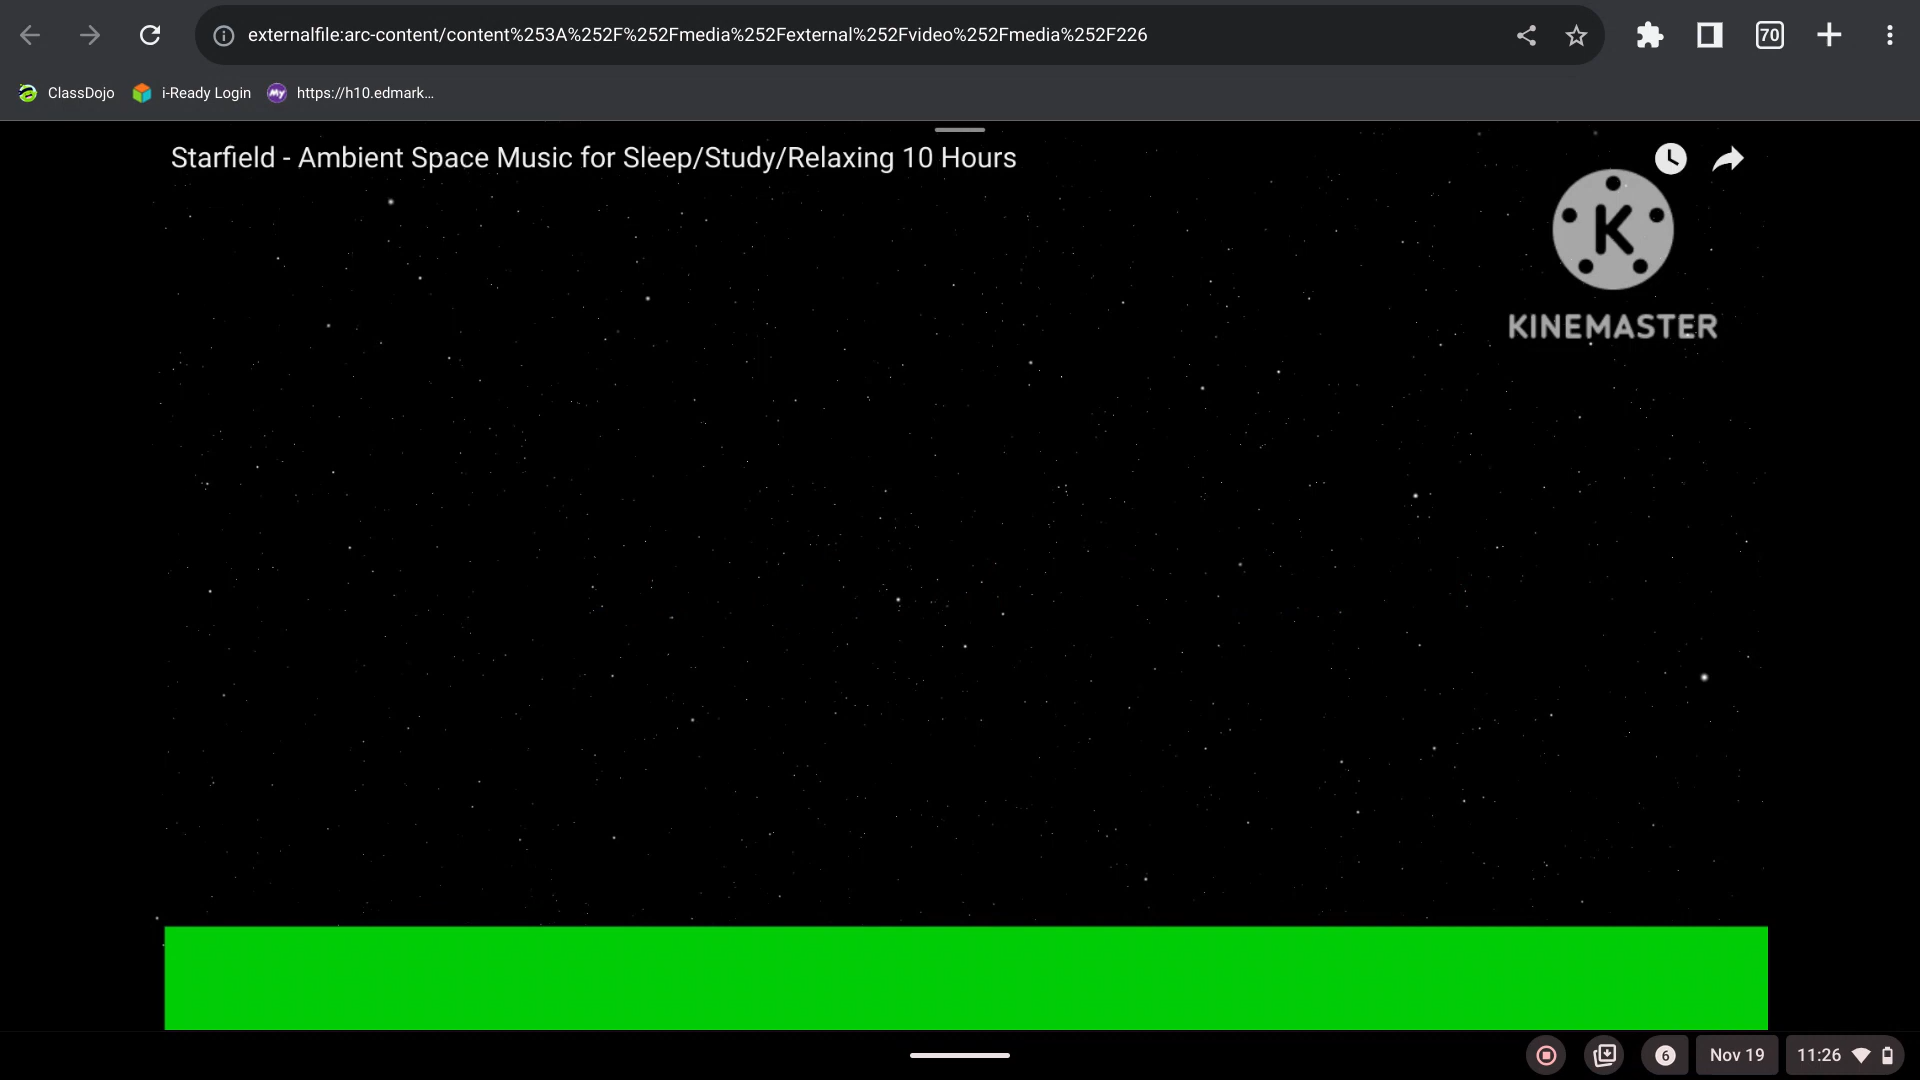 externalfile:arc-content/content%253A%252F%252Fmedia%252Fexternal%252Fvideo%252Fmedia%252F226
70
ClassDojo
i-Ready Login
My
https://h10.edmark...
Starfield - Ambient Space Music for Sleep/Study/Relaxing 10 Hours
K
KINEMASTER
6
Nov 19
11:26